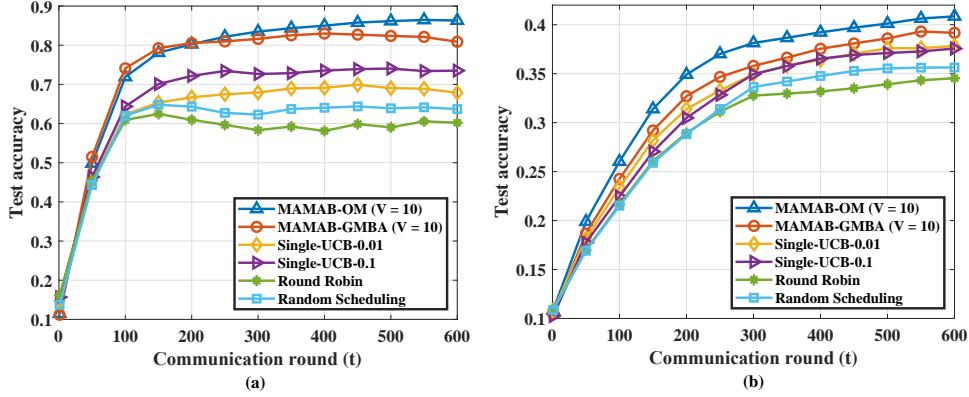 0.9
0.8
0.7
0.6
0.5
0.4
0.3
0.2
0.1
Test accuracy
MAMAB-OM (V = 10)
MAMAB-GMBA (V = 10)
Single-UCB-0.01
Single-UCB-0.1
Round Robin
Random Scheduling
0 100 200 300 400 500 600
Communication round (t)
(a)
0.4
0.35
0.3
0.25
0.2
0.15
0.1
Test accuracy
MAMAB-OM (V = 10)
MAMAB-GMBA (V = 10)
Single-UCB-0.01
Single-UCB-0.1
Round Robin
Random Scheduling
0 100 200 300 400 500 600
Communication round (t)
(b)